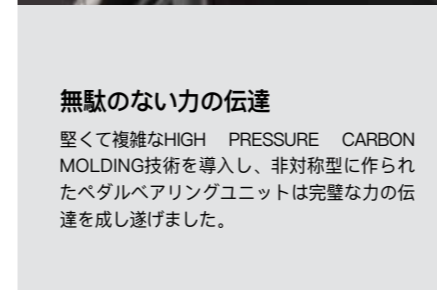 無駄のない力の伝達
堅くて複雑なHIGH PRESSURE CARBON
MOLDING技術を導入し、非対称型に作られ
たペダルベアリングユニットは完璧な力の伝
達を成し遂げました。